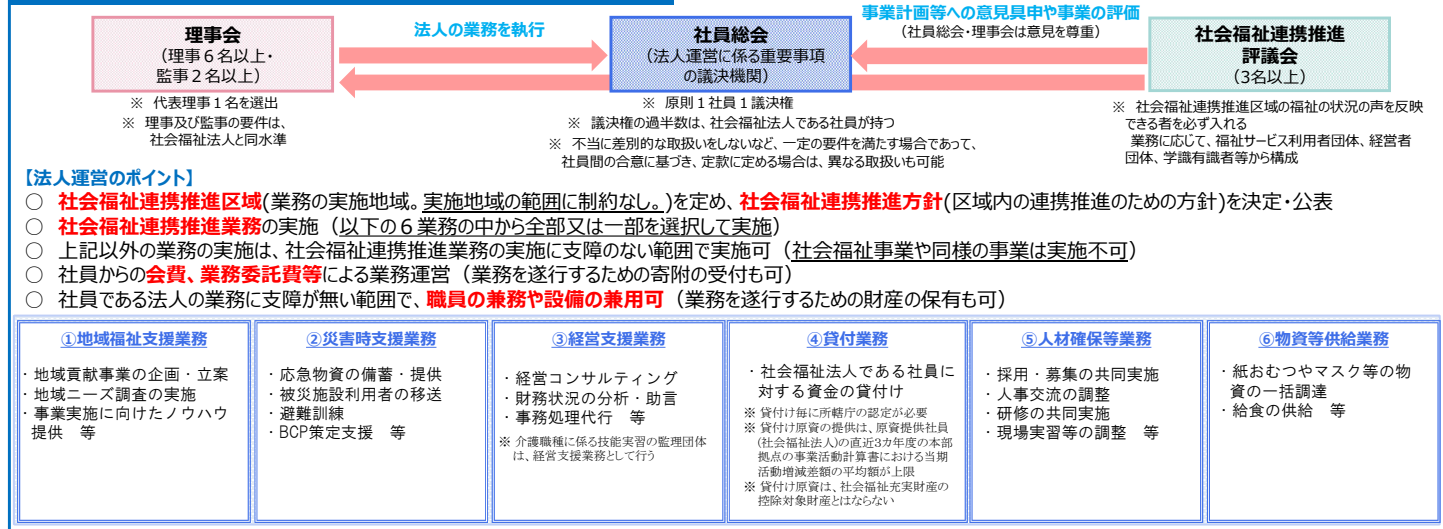 理事会
（理事６名以上・
監事２名以上）
※　代表理事１名を選出
※　理事及び監事の要件は、
社会福祉法人と同水準
法人の業務を執行
社員総会
（法人運営に係る重要事項
の議決機関）
※　原則１社員１議決権
※　議決権の過半数は、社会福祉法人である社員が持つ
※　不当に差別的な取扱いをしないなど、一定の要件を満たす場合であって、
社員間の合意に基づき、定款に定める場合は、異なる取扱いも可能
事業計画等への意見具申や事業の評価
（社員総会・理事会は意見を尊重）
社会福祉連携推進
評議会
（3名以上）
※　社会福祉連携推進区域の福祉の状況の声を反映
できる者を必ず入れる
業務に応じて、福祉サービス利用者団体、経営者
団体、学識有識者等から構成
【法人運営のポイント】
○　社会福祉連携推進区域(業務の実施地域。実施地域の範囲に制約なし。)を定め、社会福祉連携推進方針(区域内の連携推進のための方針)を決定・公表
○　社会福祉連携推進業務の実施（以下の６業務の中から全部又は一部を選択して実施）
○　上記以外の業務の実施は、社会福祉連携推進業務の実施に支障のない範囲で実施可（社会福祉事業や同様の事業は実施不可）
○　社員からの会費、業務委託費等による業務運営（業務を遂行するための寄附の受付も可）
○　社員である法人の業務に支障が無い範囲で、職員の兼務や設備の兼用可（業務を遂行するための財産の保有も可）
①地域福祉支援業務
・地域貢献事業の企画・立案
・地域ニーズ調査の実施
・事業実施に向けたノウハウ
提供　等
②災害時支援業務
・応急物資の備蓄・提供
・被災施設利用者の移送
・避難訓練
・BCP策定支援　等
③経営支援業務
・経営コンサルティング
・財務状況の分析・助言
・事務処理代行　等
※ 介護職種に係る技能実習の監理団体
は、経営支援業務として行う
④貸付業務
・社会福祉法人である社員に
対する資金の貸付け
※ 貸付け毎に所轄庁の認定が必要
※ 貸付け原資の提供は、原資提供社員
(社会福祉法人)の直近3カ年度の本部
拠点の事業活動計算書における当期
活動増減差額の平均額が上限
※ 貸付け原資は、社会福祉充実財産の
控除対象財産とはならない
⑤人材確保等業務
・採用・募集の共同実施
・人事交流の調整
・研修の共同実施
・現場実習等の調整　等
⑥物資等供給業務
・紙おむつやマスク等の物
資の一括調達
・給食の供給　等